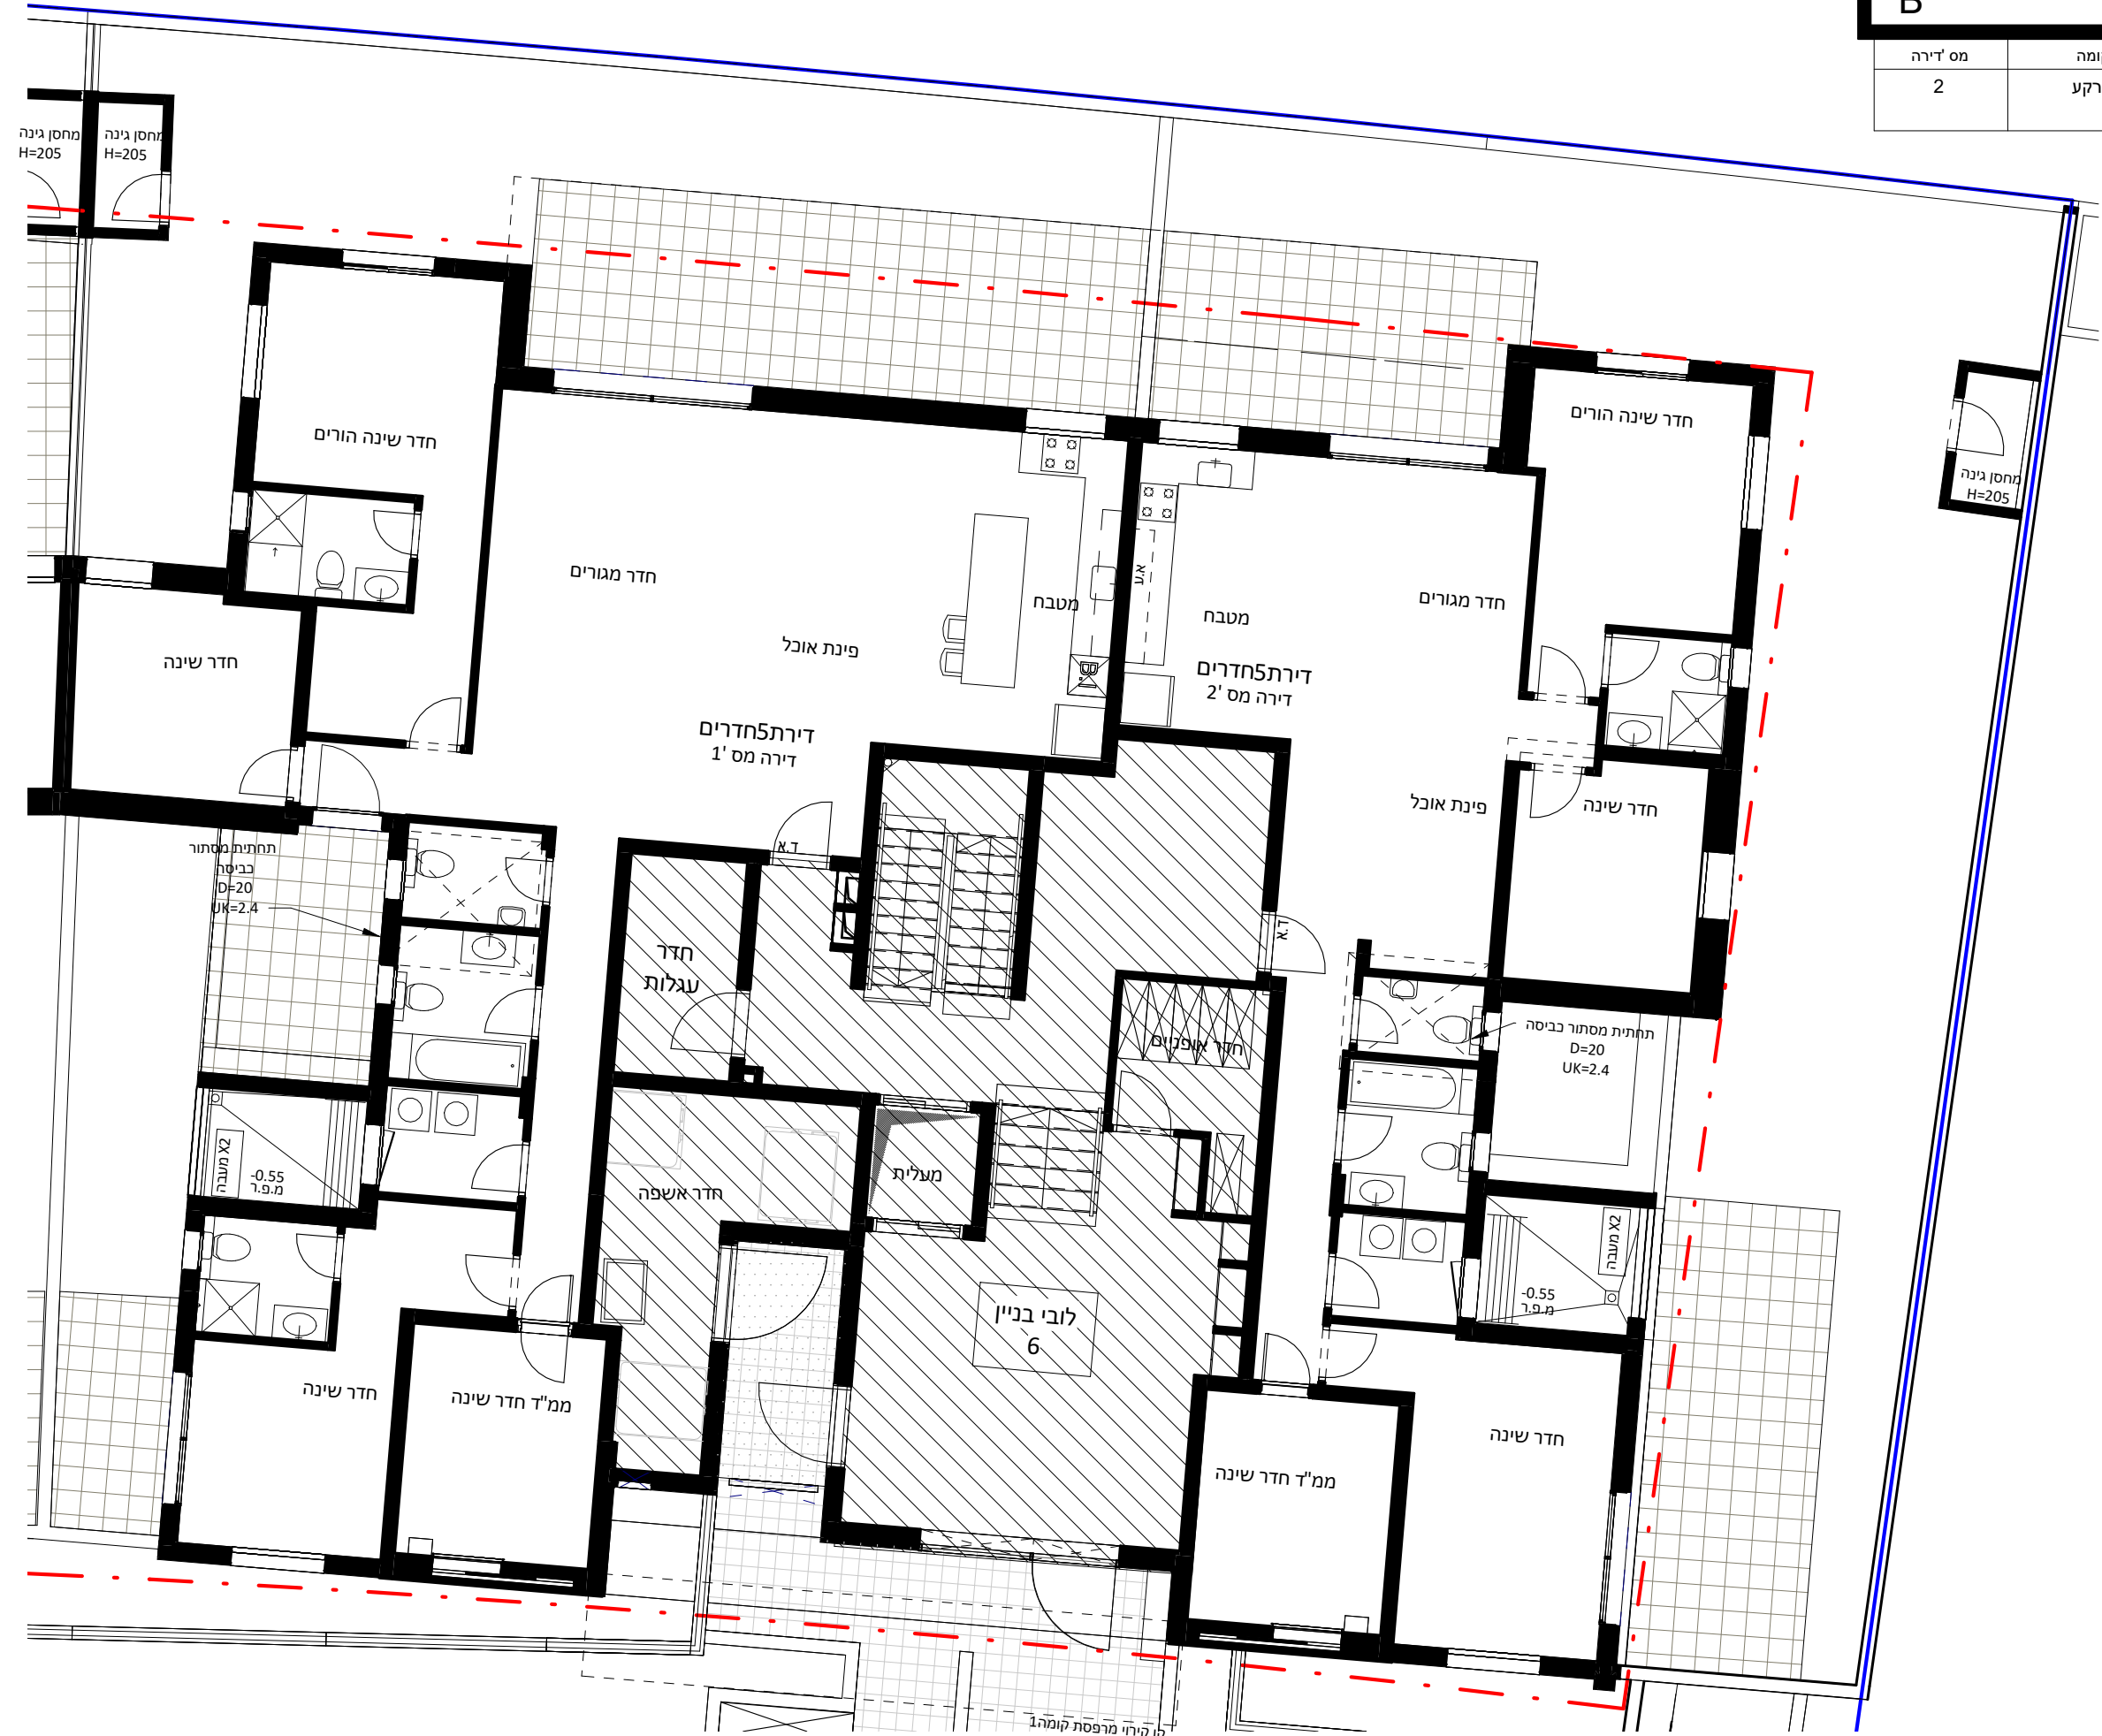 B
מס' דירה
2
מחסן גינה
H=205
מחסן גינה
H=205
חדר שינה הורים
חדר שינה הורים
מחסן גינה
H=205
חדר מגורים
מטבח
א.ע
חדר מגורים
מטבח
פינת אוכל
דירת5חדרים
דירה מס '2
חדר שינה
דירת5חדרים
דירה מס '1
פינת אוכל
חדר שינה
ד.א
תחתית מסתור
כביסה
D=20
UK=2.4
חדר
עגלות
ד.א
חדר אופניים
תחתית מסתור כביסה
D=20
UK=2.4
מעבה X2
-0.55
מ.פ.ר
חדר אשפה
מעלית
מעבה X2
-0.55
מ.פ.ר
לובי בניין
6
חדר שינה
ממ"ד חדר שינה
חדר שינה
ממ"ד חדר שינה
קירוי מרפסת קומה1